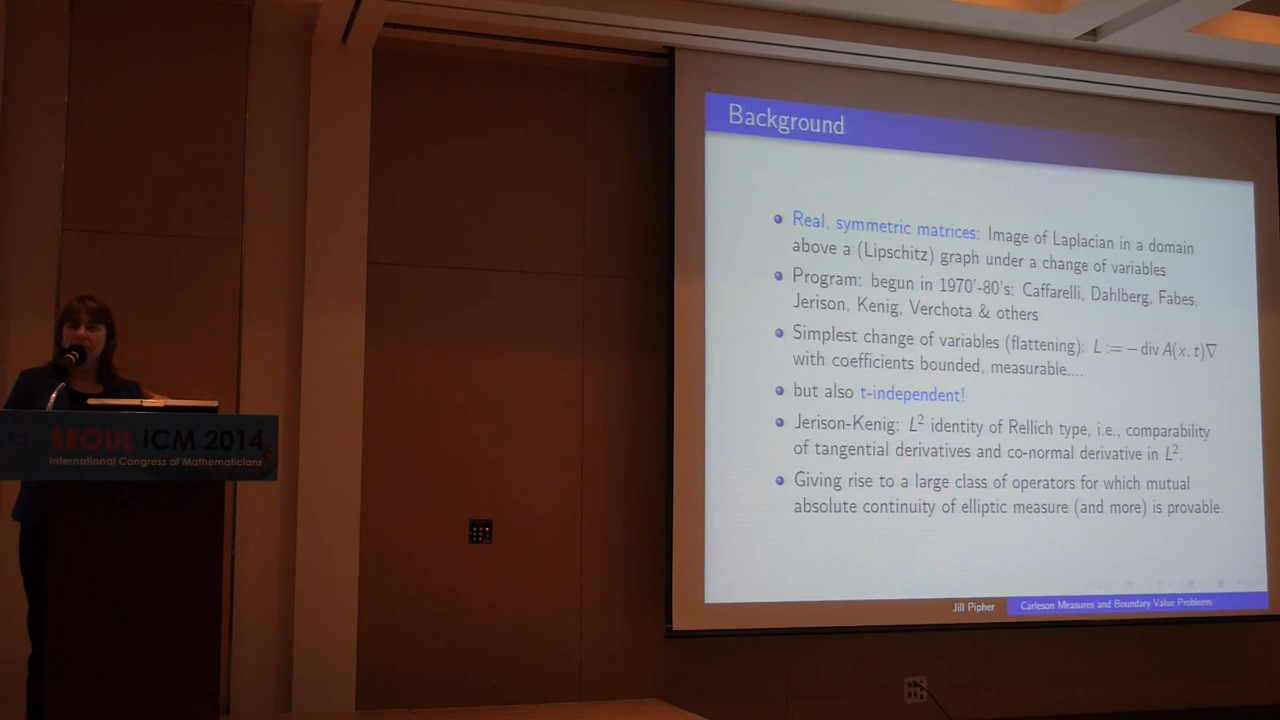 Background
Real, symmetric matrices: Image of Laplacian in a domain
above a (Lipschitz) graph under a change of variables
Program: begun in 1970'-80's: Caffarelli, Dahlberg, Fabes,
Jerison, Kenig, Verchota & others
Simplest change of variables (flattening): L := − div A(x, t)∇
with coefficients bounded, measurable....
but also t-independent!
Jerison-Kenig: L² identity of Rellich type, i.e., comparability
of tangential derivatives and co-normal derivative in L².
Giving rise to a large class of operators for which mutual
absolute continuity of elliptic measure (and more) is provable.
Jill Pipher Carleson Measures and Boundary Value Problems
SEOUL ICM 2014
International Congress of Mathematicians